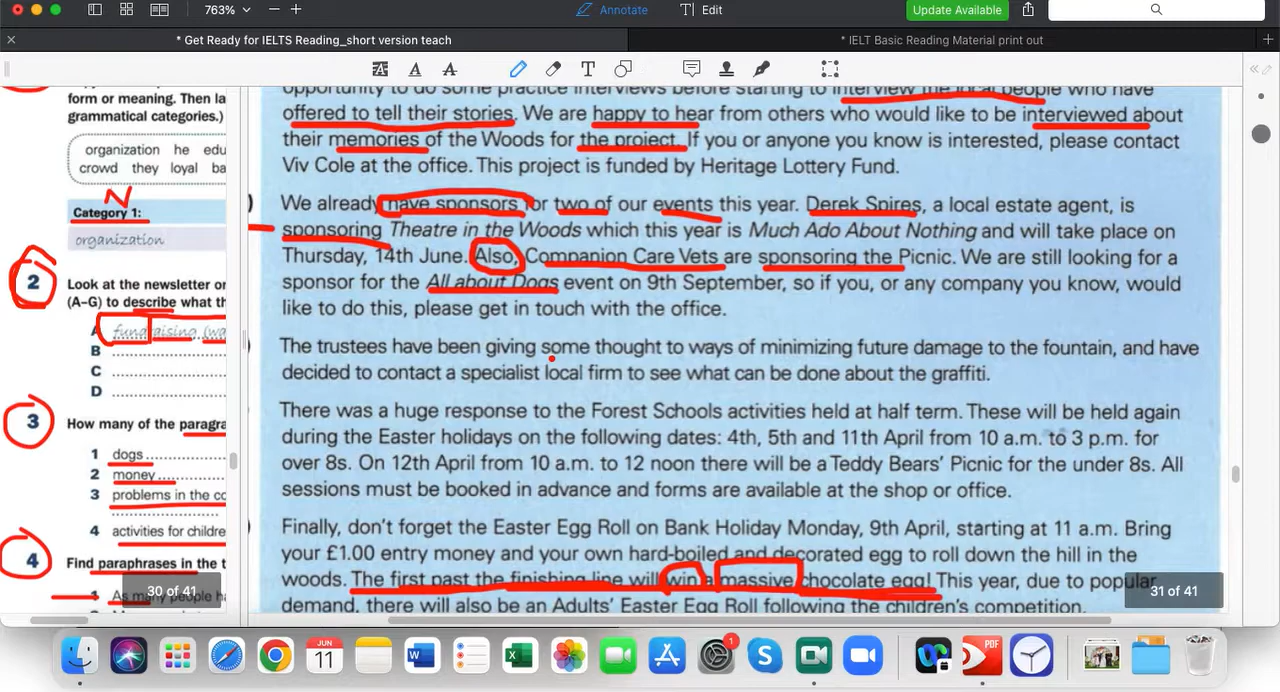 763%
Annotate
Edit
Update Available
* Get Ready for IELTS Reading_short version teach
* IELT Basic Reading Material print out
form or meaning. Then la
grammatical categories.)
organization he edu
crowd they loyal ba
N
Category 1:
organization
2
Look at the newsletter or
(A–G) to describe what t
A fundraising (wa
B
C
D
3
How many of the paragra
1 dogs
2 money
3 problems in the co
4 activities for childre
4
Find paraphrases in the t
1 As many people h
30 of 41
opportunity to do some practice interviews before starting to interview the local people who have
offered to tell their stories. We are happy to hear from others who would like to be interviewed about
their memories of the Woods for the project. If you or anyone you know is interested, please contact
Viv Cole at the office. This project is funded by Heritage Lottery Fund.
We already have sponsors for two of our events this year. Derek Spires, a local estate agent, is
sponsoring Theatre in the Woods which this year is Much Ado About Nothing and will take place on
Thursday, 14th June. Also, Companion Care Vets are sponsoring the Picnic. We are still looking for a
sponsor for the All about Dogs event on 9th September, so if you, or any company you know, would
like to do this, please get in touch with the office.
The trustees have been giving some thought to ways of minimizing future damage to the fountain, and have
decided to contact a specialist local firm to see what can be done about the graffiti.
There was a huge response to the Forest Schools activities held at half term. These will be held again
during the Easter holidays on the following dates: 4th, 5th and 11th April from 10 a.m. to 3 p.m. for
over 8s. On 12th April from 10 a.m. to 12 noon there will be a Teddy Bears' Picnic for the under 8s. All
sessions must be booked in advance and forms are available at the shop or office.
Finally, don't forget the Easter Egg Roll on Bank Holiday Monday, 9th April, starting at 11 a.m. Bring
your £1.00 entry money and your own hard-boiled and decorated egg to roll down the hill in the
woods. The first past the finishing line will win a massive chocolate egg! This year, due to popular
demand, there will also be an Adults' Easter Egg Roll following the children's competition.
31 of 41
JUN
11
1
PDF